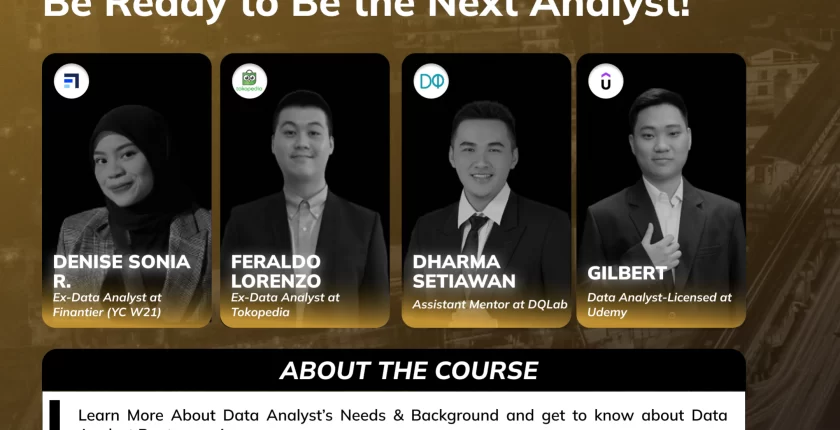 Be Ready to Be the Next Analyst!
tokopedia
DQ
DENISE SONIA
R.
Ex-Data Analyst at
Finantier (YC W21)
FERALDO
LORENZO
Ex-Data Analyst at
Tokopedia
DHARMA
SETIAWAN
Assistant Mentor at DQLab
GILBERT
Data Analyst-Licensed at
Udemy
ABOUT THE COURSE
Learn More About Data Analyst's Needs & Background and get to know about Data